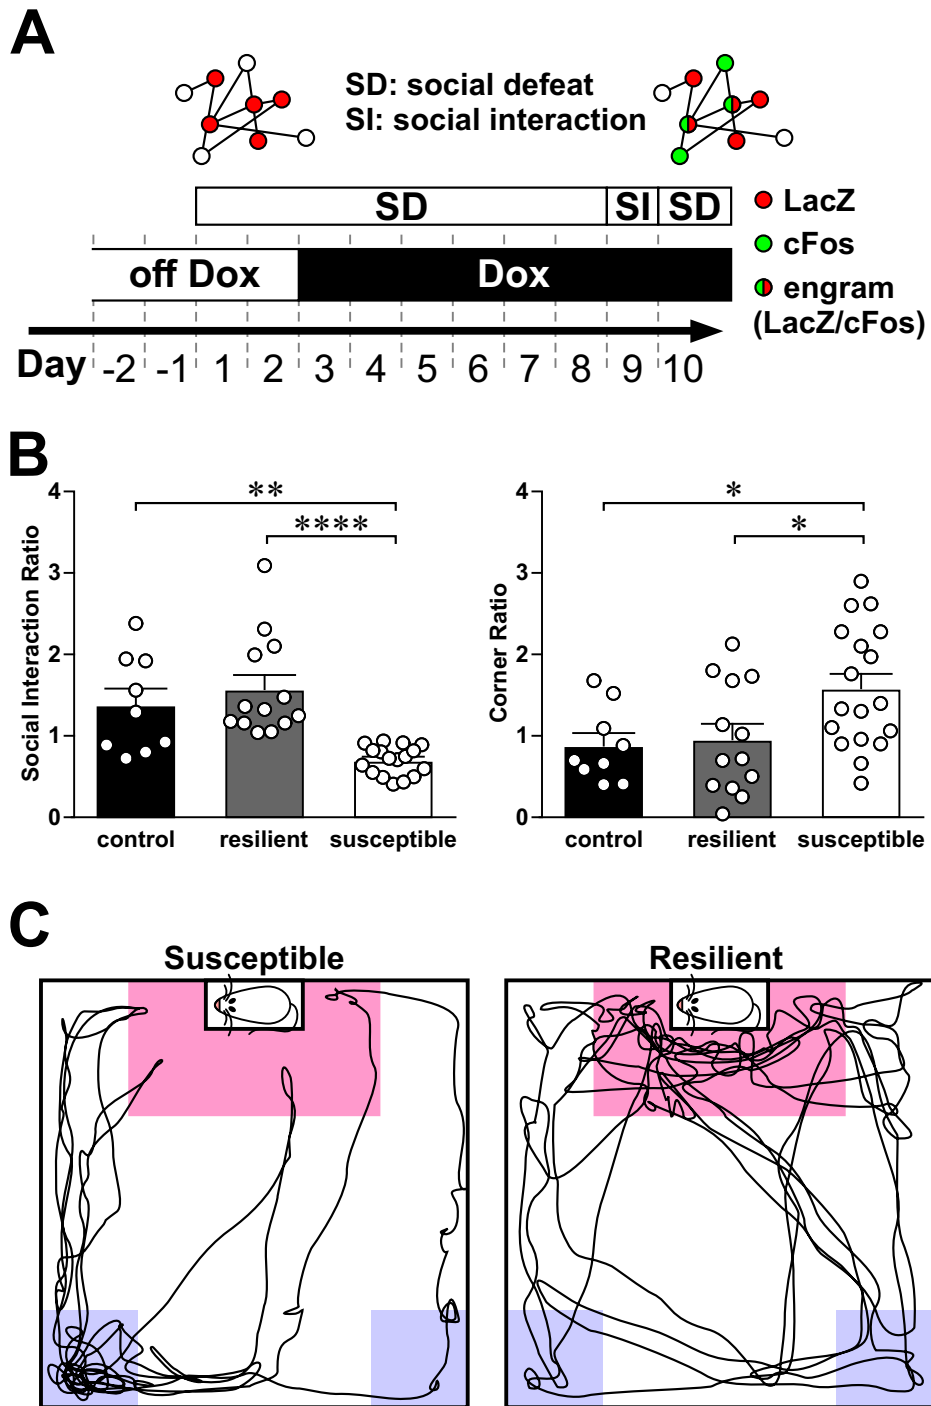 A
SD: social defeat
SI: social interaction
SD SI SD
LacZ
cFos
engram
(LacZ/cFos)
off Dox Dox
Day -2 -1 1 2 3 4 5 6 7 8 9 10
B
Social Interaction Ratio
4
3
2
1
0
** 
****
control resilient susceptible
Corner Ratio
4
3
2
1
0
*
*
control resilient susceptible
C
Susceptible
Resilient